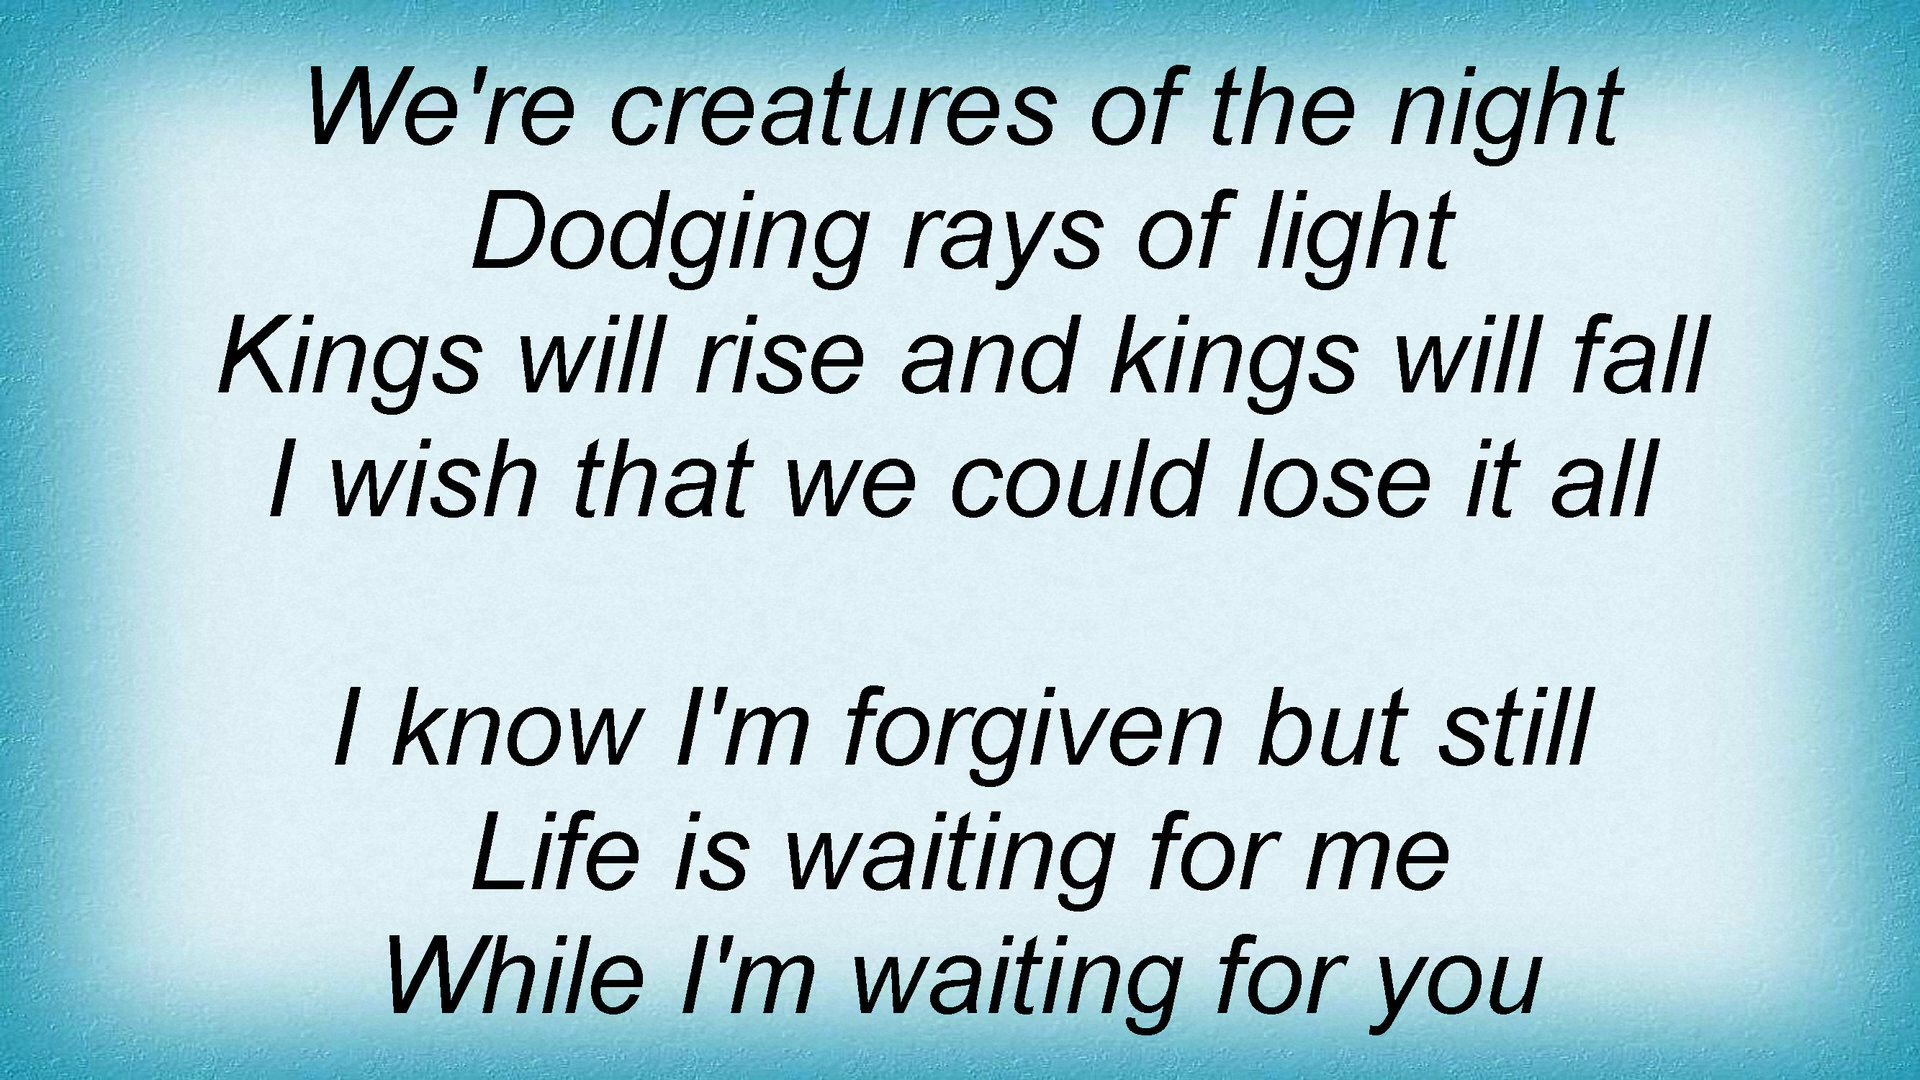 We're creatures of the night
Dodging rays of light
Kings will rise and kings will fall
I wish that we could lose it all
I know I'm forgiven but still
Life is waiting for me
While I'm waiting for you